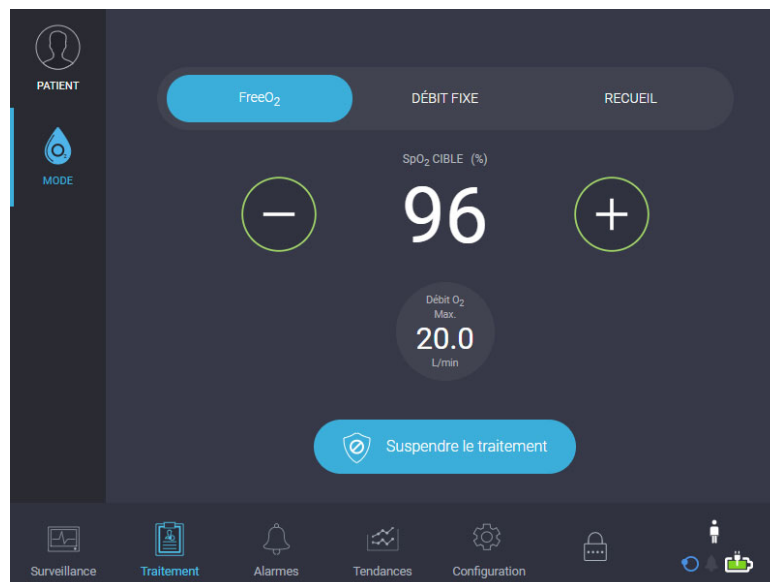 PATIENT
FreeO₂
DÉBIT FIXE
RECUEIL
O₂
MODE
SpO₂ CIBLE (%)
96
Débit O₂
Max.
20.0
L/min
Suspendre le traitement
Surveillance
Traitement
Alarmes
Tendances
Configuration